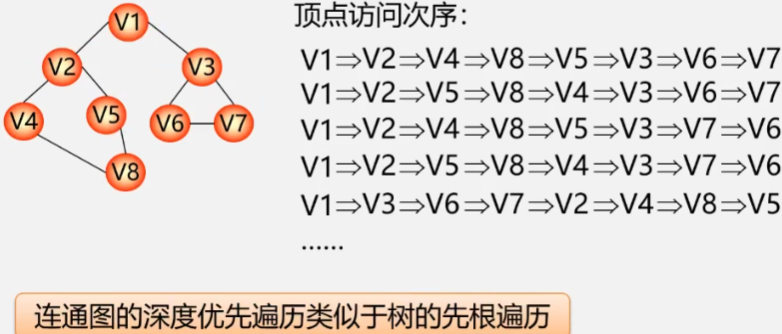 V1
V2
V3
V4
V5
V6
V7
V8
顶点访问次序：
V1⇒V2⇒V4⇒V8⇒V5⇒V3⇒V6⇒V7
V1⇒V2⇒V5⇒V8⇒V4⇒V3⇒V6⇒V7
V1⇒V2⇒V4⇒V8⇒V5⇒V3⇒V7⇒V6
V1⇒V2⇒V5⇒V8⇒V4⇒V3⇒V7⇒V6
V1⇒V3⇒V6⇒V7⇒V2⇒V4⇒V8⇒V5
......
连通图的深度优先遍历类似于树的先根遍历